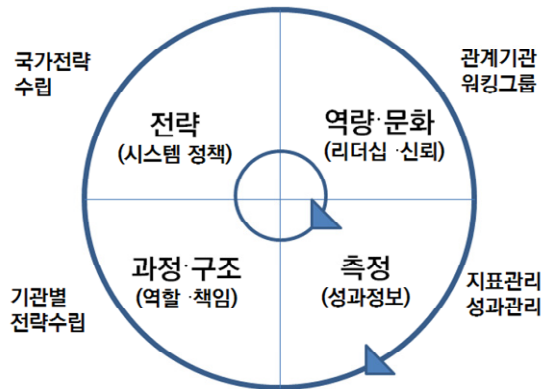 국가전략
수립
관계기관
워킹그룹
전략
(시스템 정책)
역량·문화
(리더십 ·신뢰)
과정·구조
(역할 ·책임)
측정
(성과정보)
기관별
전략수립
지표관리
성과관리